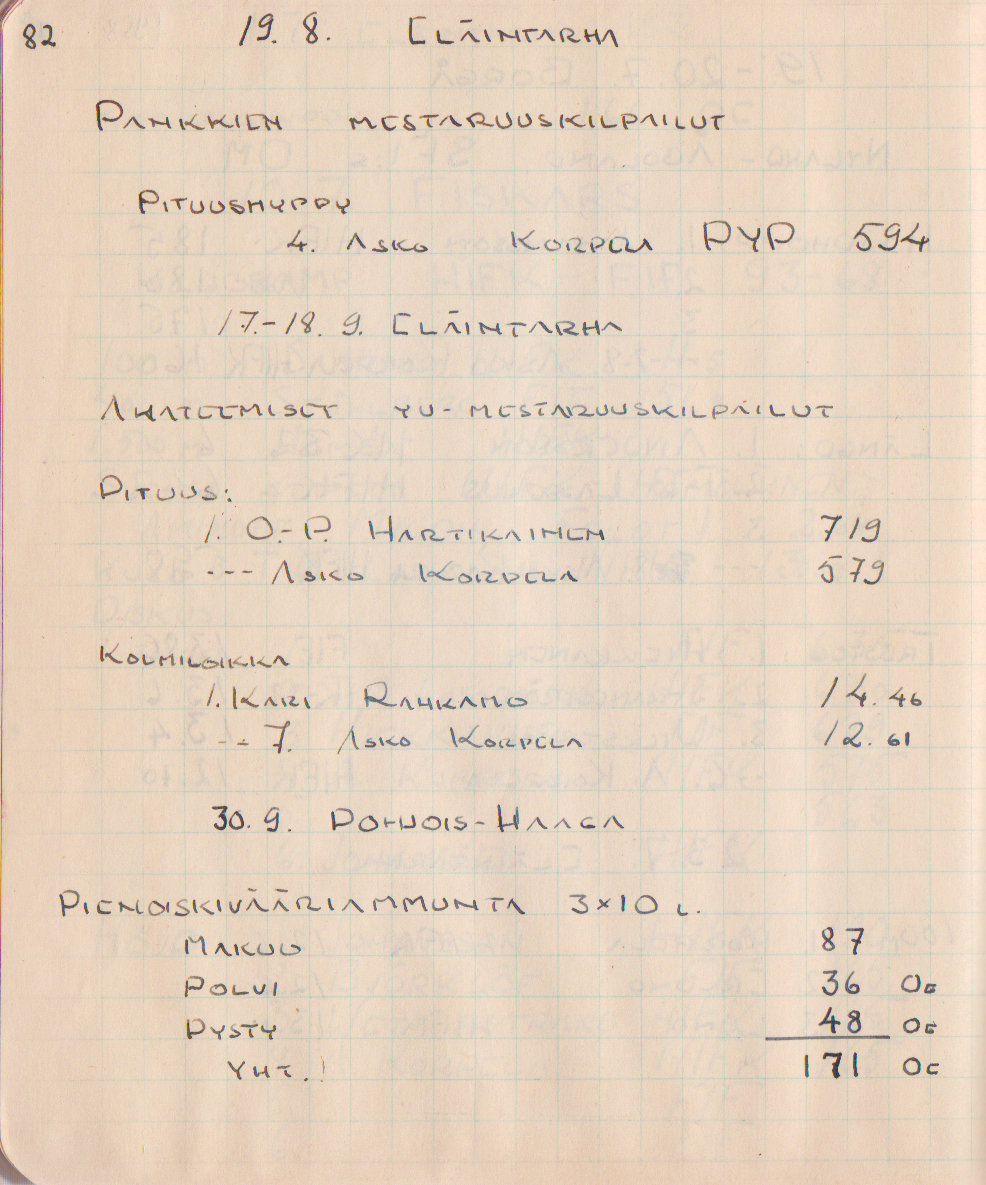 82 19. 8. ELÄINTARHA
PANKKIEN MESTARUUSKILPAILUT
PITUUSHYPPY
4. ASKO KORPELA PYP 594
17.-18. 9. ELÄINTARHA
AKATEEMISET YU-MESTARUUSKILPAILUT
PITUUS:
1. O.-P. HARTIKAINEN 719
--- ASKO KORPELA 579
KOLMILOIKKA
1. KARI RAHKAMO 14.46
-- 7. ASKO KORPELA 12.61
30. 9. POHJOIS-HAAGA
PIENOISKIVÄÄRIAMMUNTA 3×10 L.
MAKUU 87
POLVI 36 OE
PYSTY 48 OE
YHT.! 171 OE